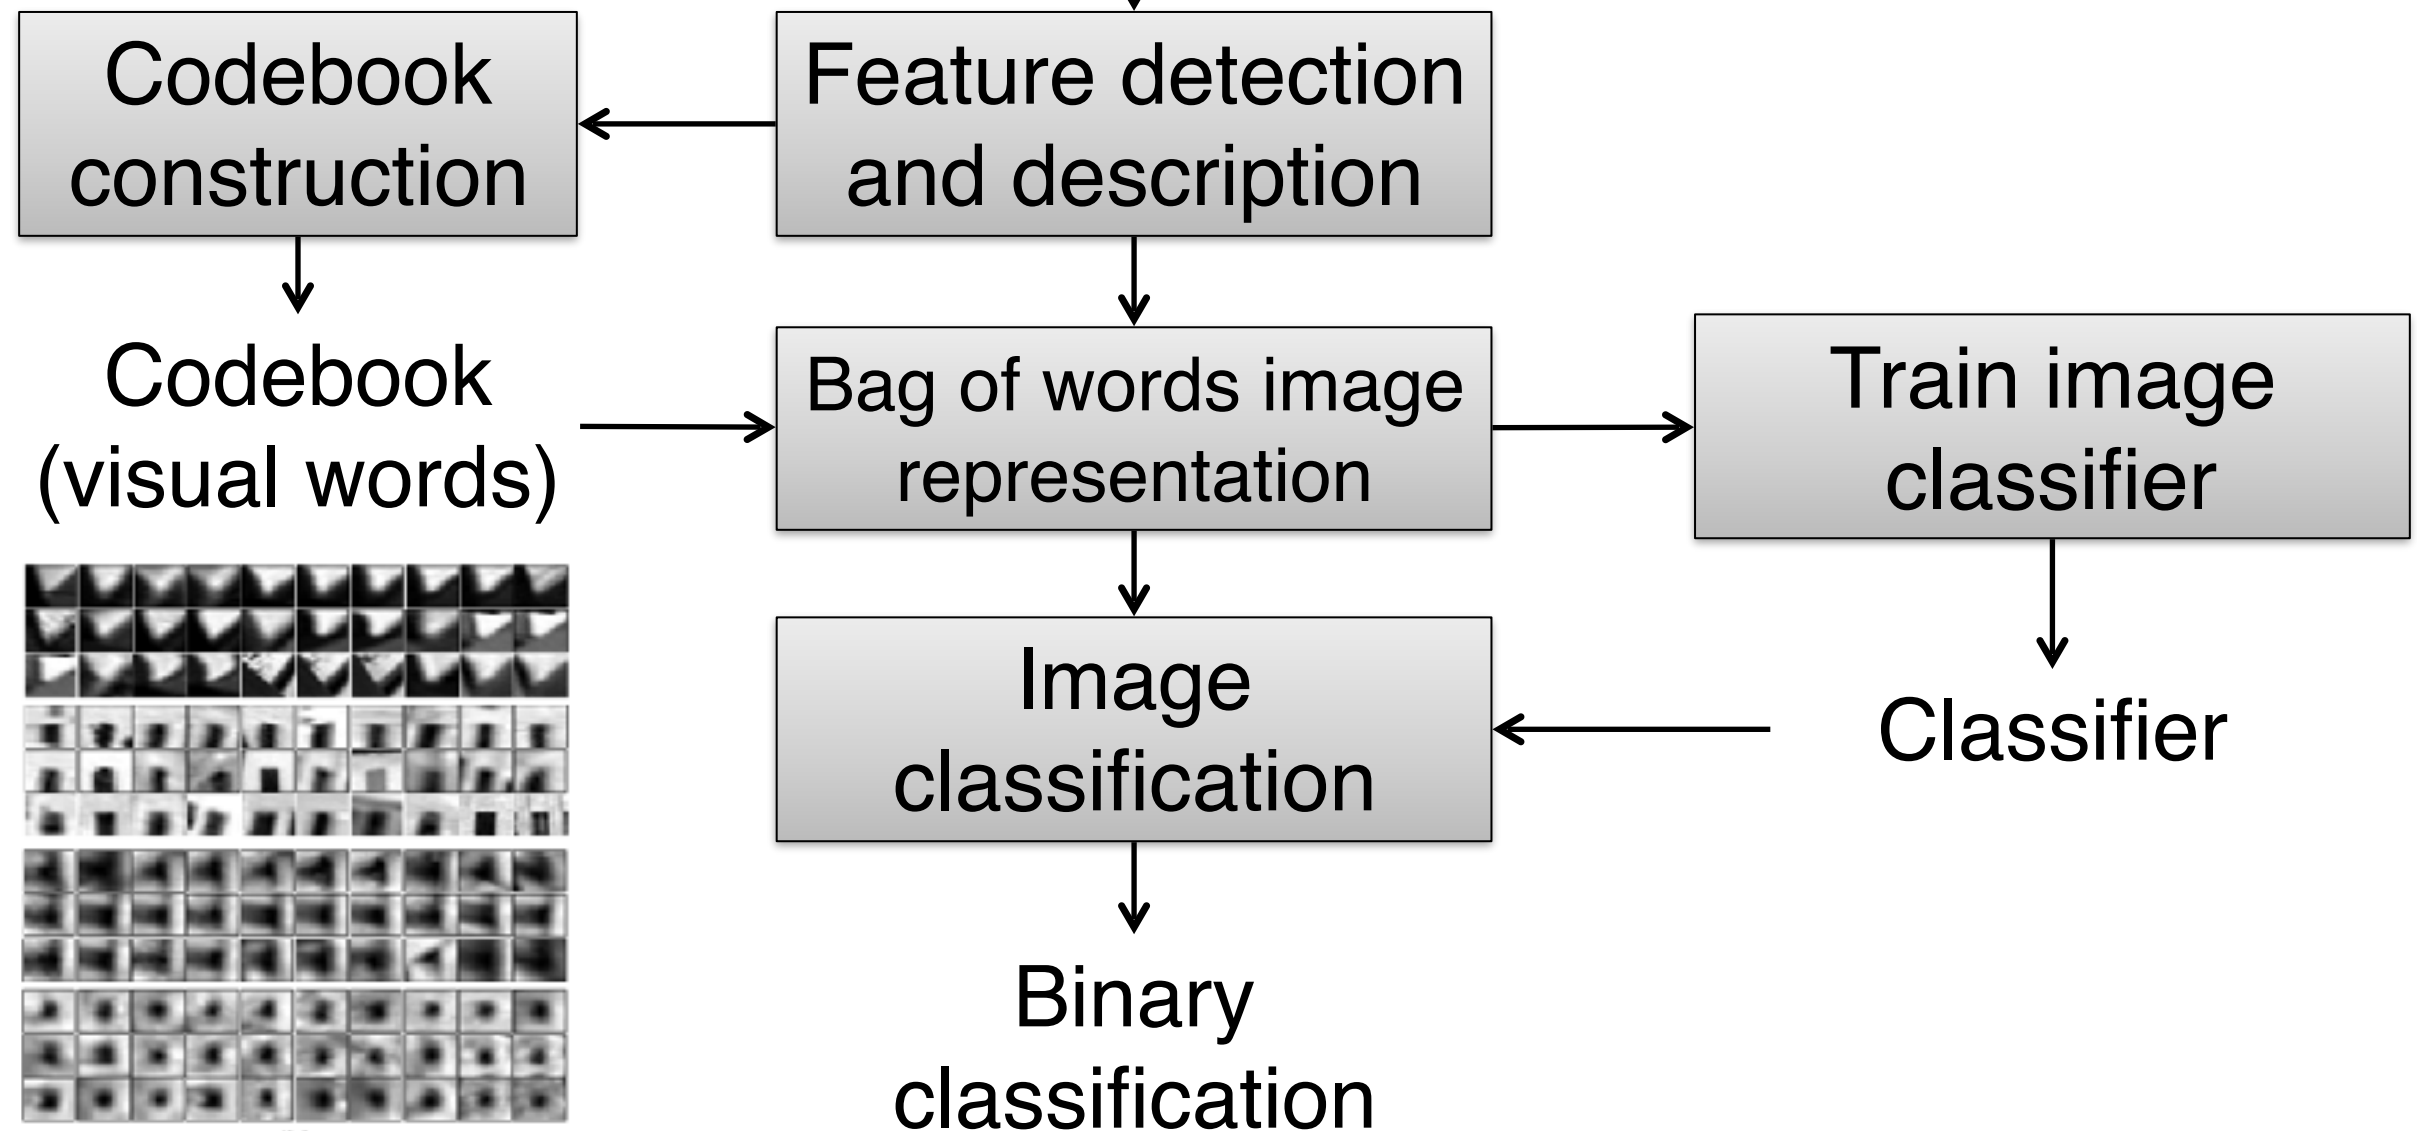 Codebook
construction
Feature detection
and description
Codebook
(visual words)
Bag of words image
representation
Train image
classifier
Image
classification
Classifier
Binary
classification